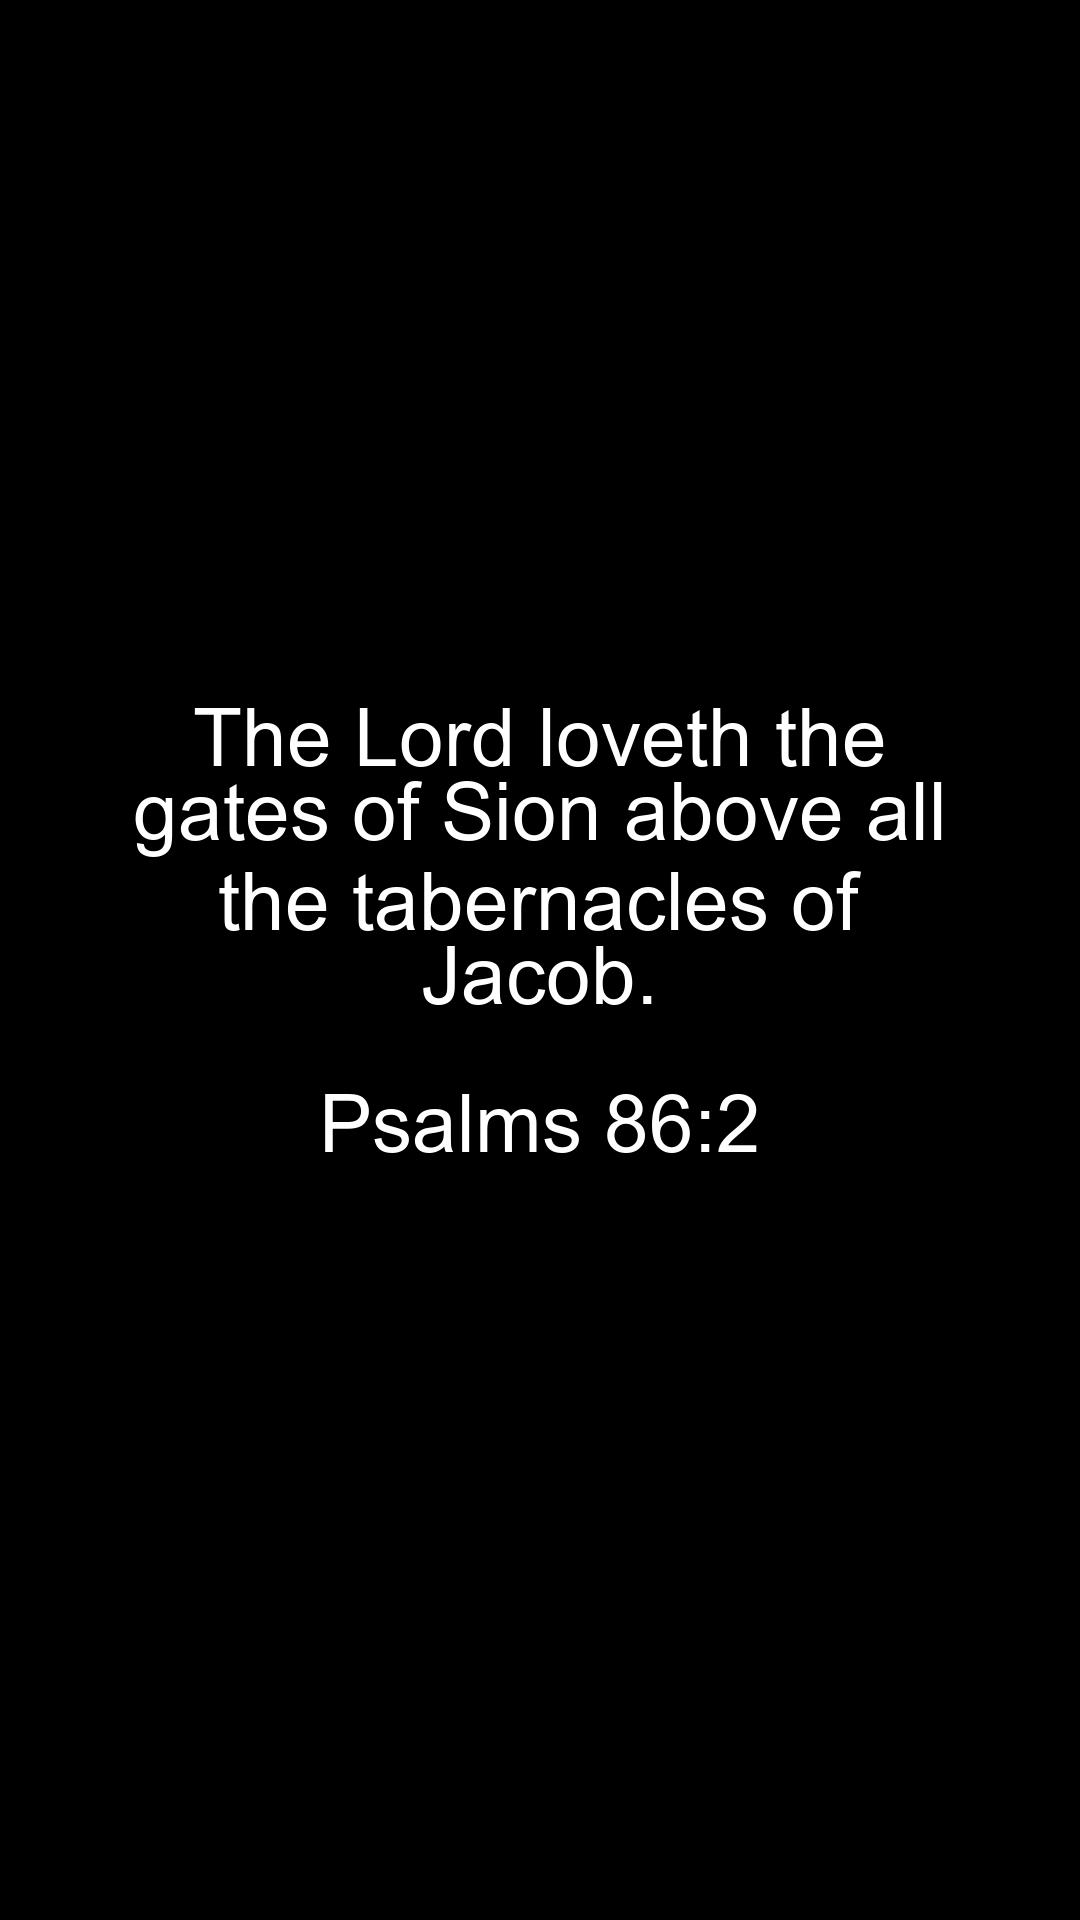 The Lord loveth the
gates of Sion above all
the tabernacles of
Jacob.
Psalms 86:2